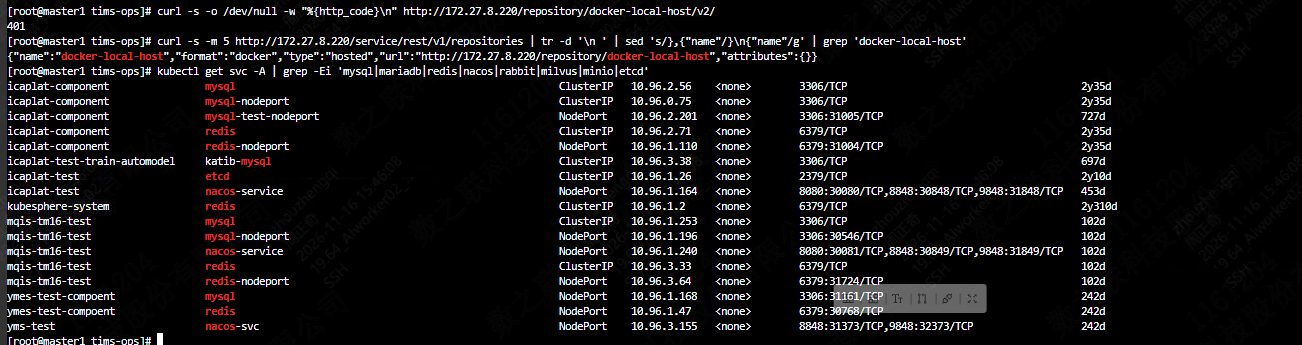 [root@master1 tims-ops]# curl -s -o /dev/null -w "%{http_code}\n" http://172.27.8.220/repository/docker-local-host/v2/
401
[root@master1 tims-ops]# curl -s -m 5 http://172.27.8.220/service/rest/v1/repositories | tr -d '\n ' | sed 's/},{"name"/}\n{"name"/g' | grep 'docker-local-host'
{"name":"docker-local-host","format":"docker","type":"hosted","url":"http://172.27.8.220/repository/docker-local-host","attributes":{}}
[root@master1 tims-ops]# kubectl get svc -A | grep -Ei 'mysql|mariadb|redis|nacos|rabbit|milvus|minio|etcd'
icaplat-component mysql ClusterIP 10.96.2.56 <none> 3306/TCP 2y35d
icaplat-component mysql-nodeport ClusterIP 10.96.0.75 <none> 3306/TCP 2y35d
icaplat-component mysql-test-nodeport NodePort 10.96.2.201 <none> 3306:31005/TCP 727d
icaplat-component redis ClusterIP 10.96.2.71 <none> 6379/TCP 2y35d
icaplat-component redis-nodeport NodePort 10.96.1.110 <none> 6379:31004/TCP 2y35d
icaplat-test-train-automodel katib-mysql ClusterIP 10.96.3.38 <none> 3306/TCP 697d
icaplat-test etcd ClusterIP 10.96.1.26 <none> 2379/TCP 2y10d
icaplat-test nacos-service NodePort 10.96.1.164 <none> 8080:30080/TCP,8848:30848/TCP,9848:31848/TCP 453d
kubesphere-system redis ClusterIP 10.96.1.2 <none> 6379/TCP 2y310d
mqis-tm16-test mysql ClusterIP 10.96.1.253 <none> 3306/TCP 102d
mqis-tm16-test mysql-nodeport NodePort 10.96.1.196 <none> 3306:30546/TCP 102d
mqis-tm16-test nacos-service NodePort 10.96.1.240 <none> 8080:30081/TCP,8848:30849/TCP,9848:31849/TCP 102d
mqis-tm16-test redis ClusterIP 10.96.3.33 <none> 6379/TCP 102d
mqis-tm16-test redis-nodeport NodePort 10.96.3.64 <none> 6379:31724/TCP 102d
ymes-test-compoent mysql NodePort 10.96.1.168 <none> 3306:31161/TCP 242d
ymes-test-compoent redis NodePort 10.96.1.47 <none> 6379:30768/TCP 242d
yms-test nacos-svc NodePort 10.96.3.155 <none> 8848:31373/TCP,9848:32373/TCP 242d
[root@master1 tims-ops]#